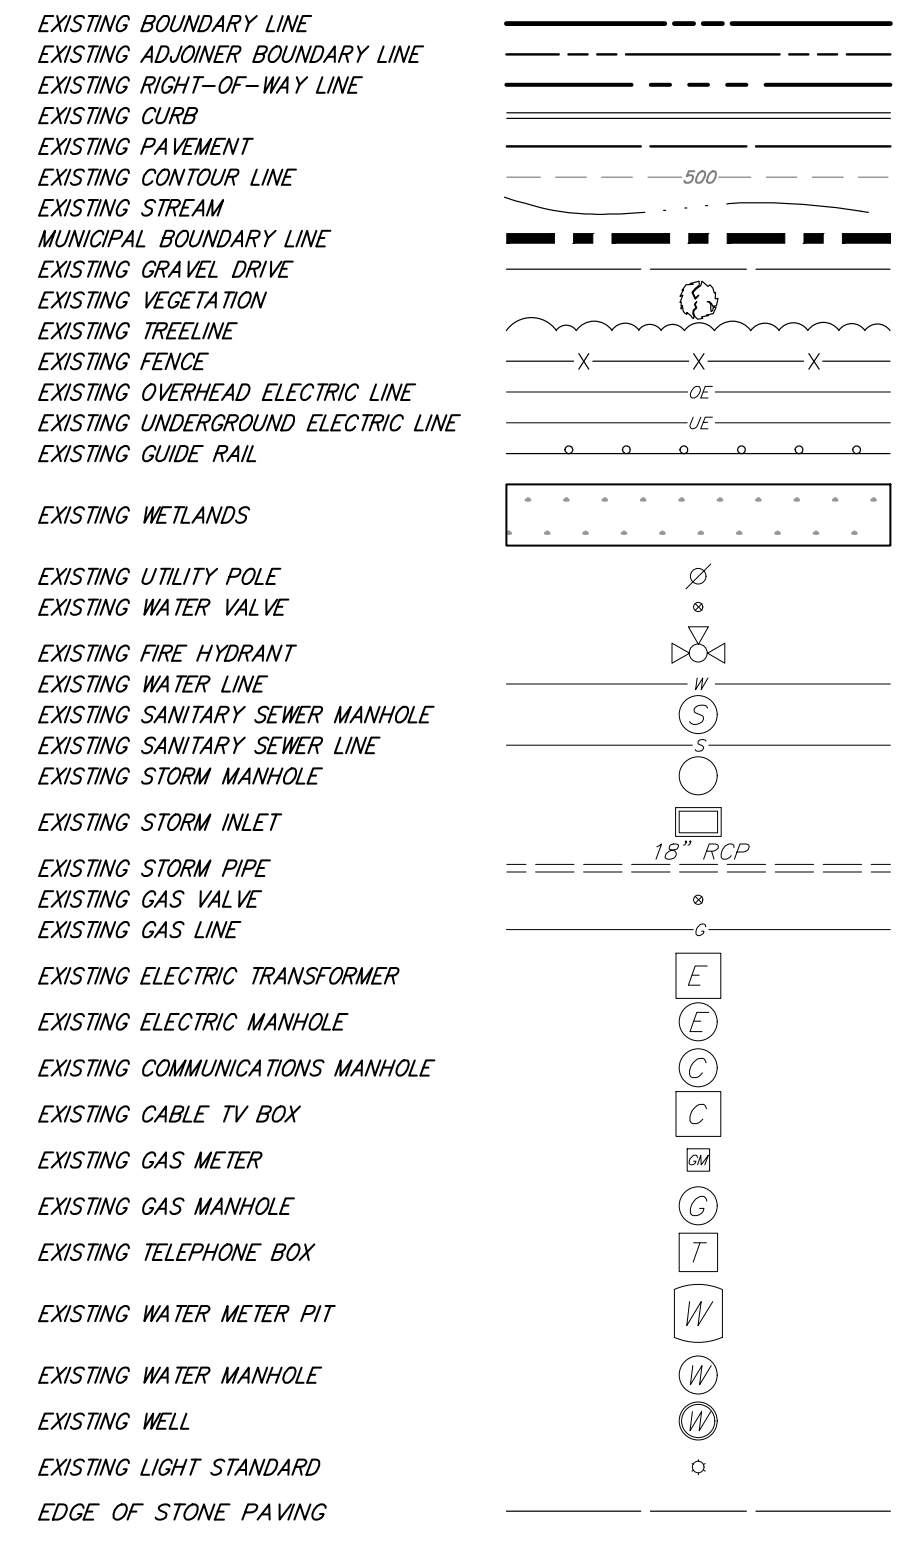 EXISTING BOUNDARY LINE
EXISTING ADJOINER BOUNDARY LINE
EXISTING RIGHT-OF-WAY LINE
EXISTING CURB
EXISTING PAVEMENT
EXISTING CONTOUR LINE 500
EXISTING STREAM
MUNICIPAL BOUNDARY LINE
EXISTING GRAVEL DRIVE
EXISTING VEGETATION
EXISTING TREELINE
EXISTING FENCE X X X
EXISTING OVERHEAD ELECTRIC LINE OE
EXISTING UNDERGROUND ELECTRIC LINE UE
EXISTING GUIDE RAIL
EXISTING WETLANDS
EXISTING UTILITY POLE
EXISTING WATER VALVE
EXISTING FIRE HYDRANT
EXISTING WATER LINE W
EXISTING SANITARY SEWER MANHOLE S
EXISTING SANITARY SEWER LINE S
EXISTING STORM MANHOLE
EXISTING STORM INLET
18" RCP
EXISTING STORM PIPE
EXISTING GAS VALVE
EXISTING GAS LINE G
EXISTING ELECTRIC TRANSFORMER E
EXISTING ELECTRIC MANHOLE E
EXISTING COMMUNICATIONS MANHOLE C
EXISTING CABLE TV BOX C
EXISTING GAS METER GM
EXISTING GAS MANHOLE G
EXISTING TELEPHONE BOX T
EXISTING WATER METER PIT W
EXISTING WATER MANHOLE W
EXISTING WELL W
EXISTING LIGHT STANDARD
EDGE OF STONE PAVING